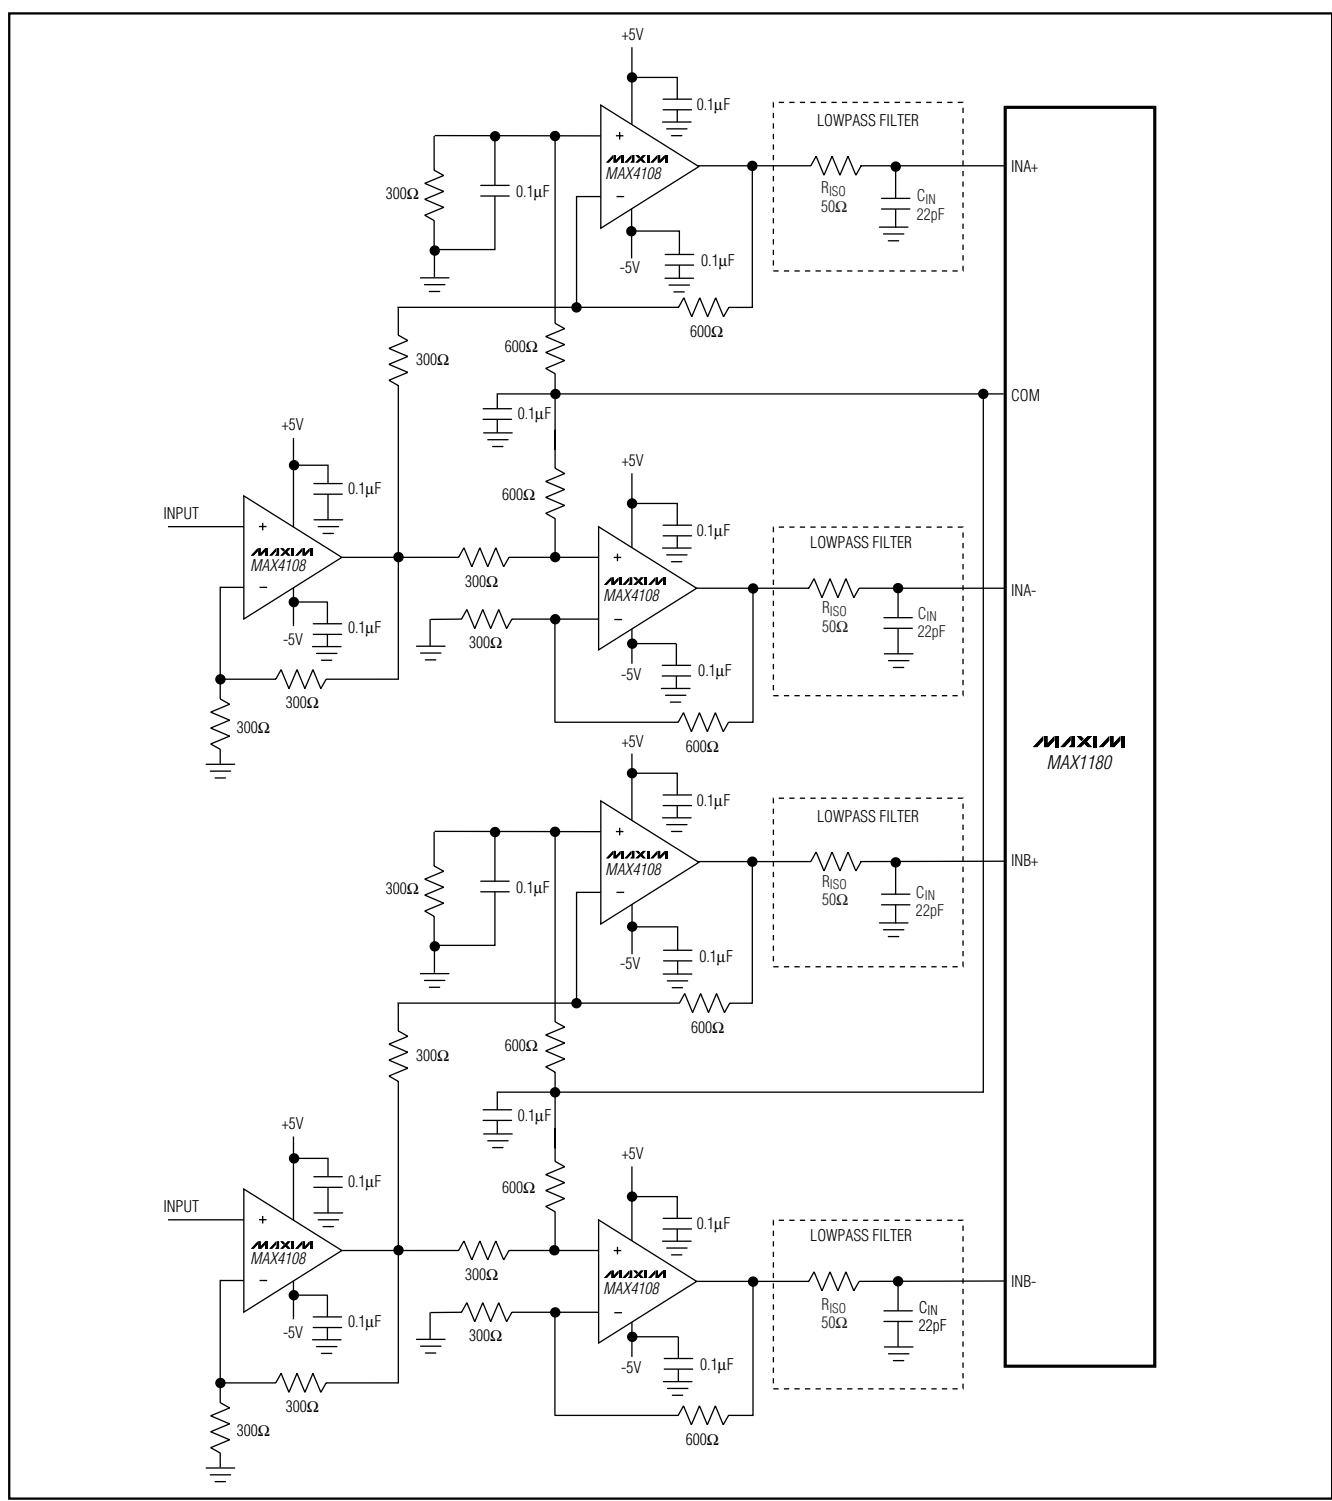 +5V
0.1µF
LOWPASS FILTER
+
MAXIM
MAX4108
INA+
300Ω
0.1µF
−
RISO
50Ω
CIN
22pF
-5V
0.1µF
600Ω
300Ω
600Ω
COM
0.1µF
+5V
+5V
0.1µF
600Ω
0.1µF
INPUT
+
MAXIM
MAX4108
−
LOWPASS FILTER
+
MAXIM
MAX4108
300Ω
INA-
−
RISO
50Ω
CIN
22pF
-5V
0.1µF
300Ω
-5V
0.1µF
300Ω
300Ω
600Ω
+5V
MAXIM
MAX1180
0.1µF
LOWPASS FILTER
+
MAXIM
MAX4108
INB+
300Ω
0.1µF
−
RISO
50Ω
CIN
22pF
-5V
0.1µF
600Ω
300Ω
600Ω
0.1µF
+5V
+5V
0.1µF
600Ω
0.1µF
INPUT
+
MAXIM
MAX4108
−
LOWPASS FILTER
+
MAXIM
MAX4108
300Ω
INB-
−
RISO
50Ω
CIN
22pF
-5V
0.1µF
300Ω
-5V
0.1µF
300Ω
300Ω
600Ω